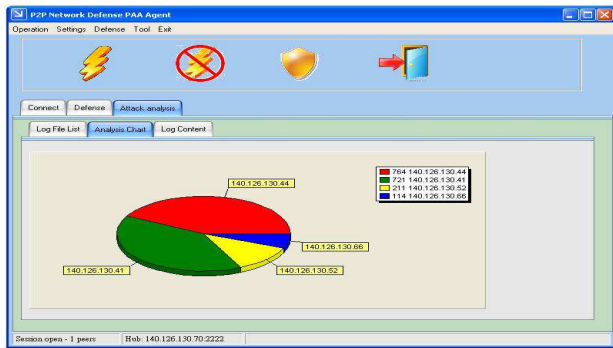 P2P Network Defense PAA Agent
Operation Settings Defense Tool Exit
Connect Defense Attack analysis
Log File List Analysis Chart Log Content
764 140.126.130.44
721 140.126.130.41
211 140.126.130.52
114 140.126.130.66
140.126.130.44
140.126.130.66
140.126.130.41
140.126.130.52
Session open - 1 peers Hub: 140.126.130.70:2222